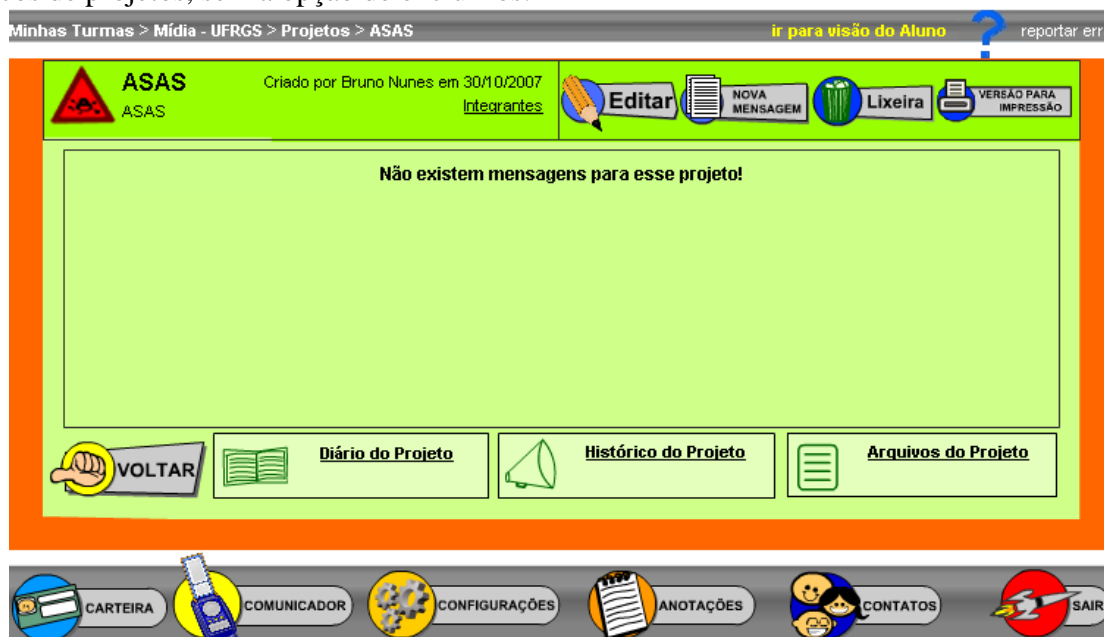 Minhas Turmas > Mídia - UFRGS > Projetos > ASAS
ir para visão do Aluno
?
reportar err
ASAS
ASAS
Criado por Bruno Nunes em 30/10/2007
Integrantes
Editar
NOVA
MENSAGEM
Lixeira
VERSÃO PARA
IMPRESSÃO
Não existem mensagens para esse projeto!
VOLTAR
Diário do Projeto
Histórico do Projeto
Arquivos do Projeto
CARTEIRA
COMUNICADOR
CONFIGURAÇÕES
ANOTAÇÕES
CONTATOS
SAIR